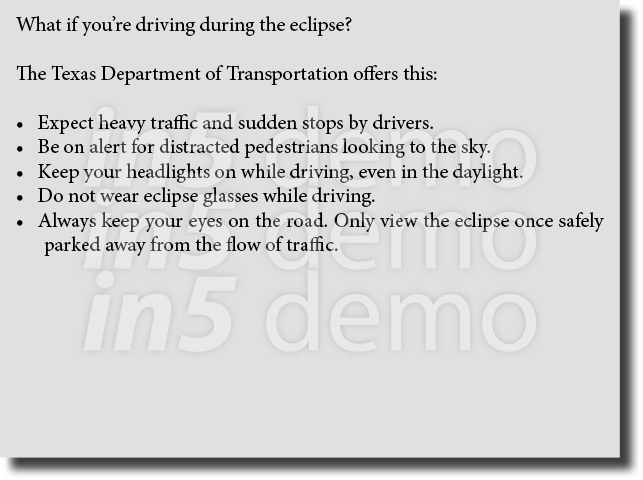 What if you’re driving during the eclipse?
The Texas Department of Transportation offers this:
• Expect heavy traffic and sudden stops by drivers.
• Be on alert for distracted pedestrians looking to the sky.
• Keep your headlights on while driving, even in the daylight.
• Do not wear eclipse glasses while driving.
• Always keep your eyes on the road. Only view the eclipse once safely
parked away from the flow of traffic.
in5 demo
in5 demo
in5 demo